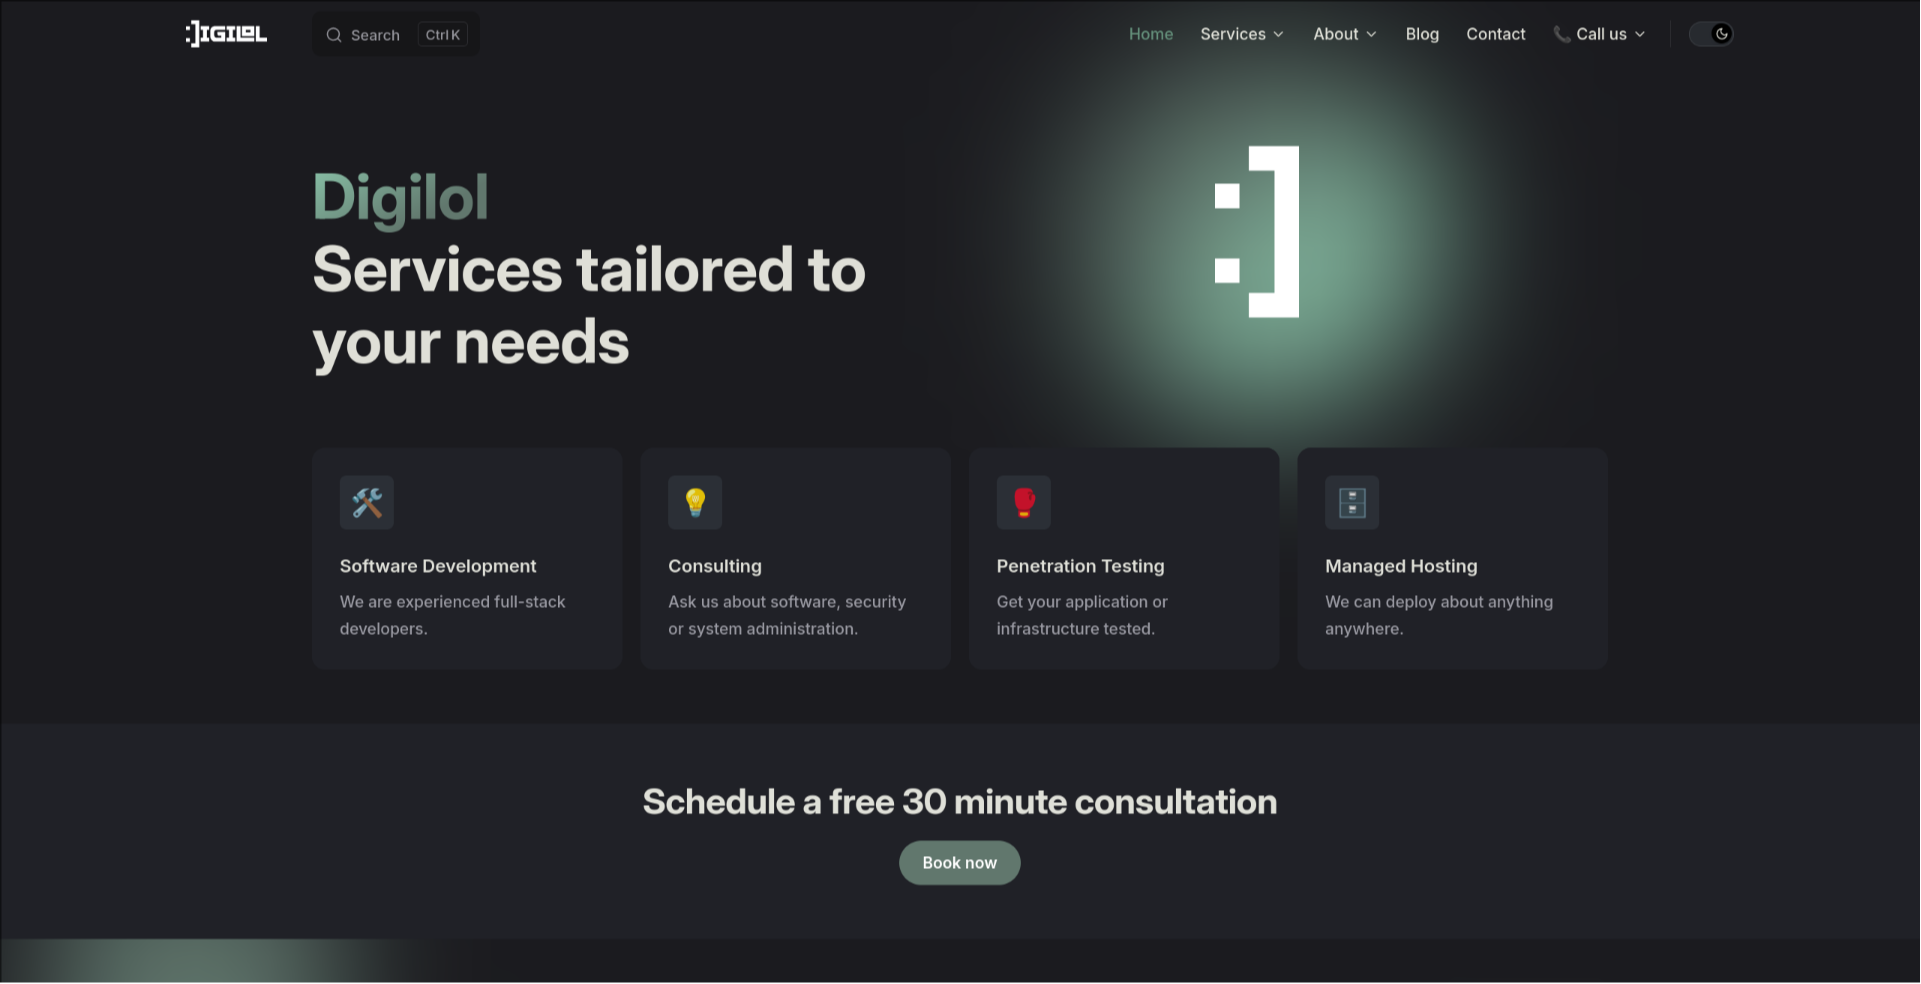 :]IGILOL
Search Ctrl K
Home Services About Blog Contact Call us
Digilol
Services tailored to
your needs
:]
Software Development
We are experienced full-stack
developers.
Consulting
Ask us about software, security
or system administration.
Penetration Testing
Get your application or
infrastructure tested.
Managed Hosting
We can deploy about anything
anywhere.
Schedule a free 30 minute consultation
Book now